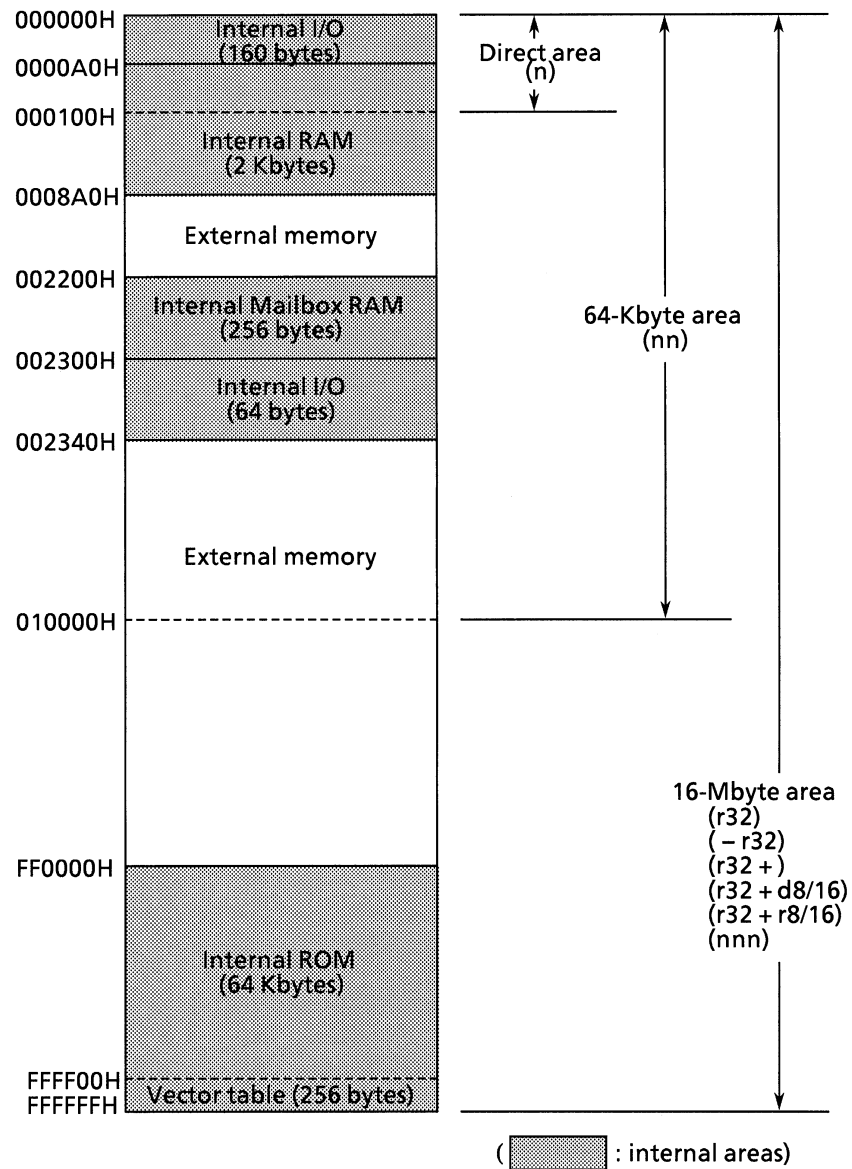 000000H
Internal I/O
(160 bytes)
0000A0H
000100H
Internal RAM
(2 Kbytes)
0008A0H
External memory
002200H
Internal Mailbox RAM
(256 bytes)
002300H
Internal I/O
(64 bytes)
002340H
External memory
010000H
FF0000H
Internal ROM
(64 Kbytes)
FFFF00H
Vector table (256 bytes)
FFFFFFH
Direct area
(n)
64-Kbyte area
(nn)
16-Mbyte area
(r32)
( – r32)
(r32 + )
(r32 + d8/16)
(r32 + r8/16)
(nnn)
( : internal areas)